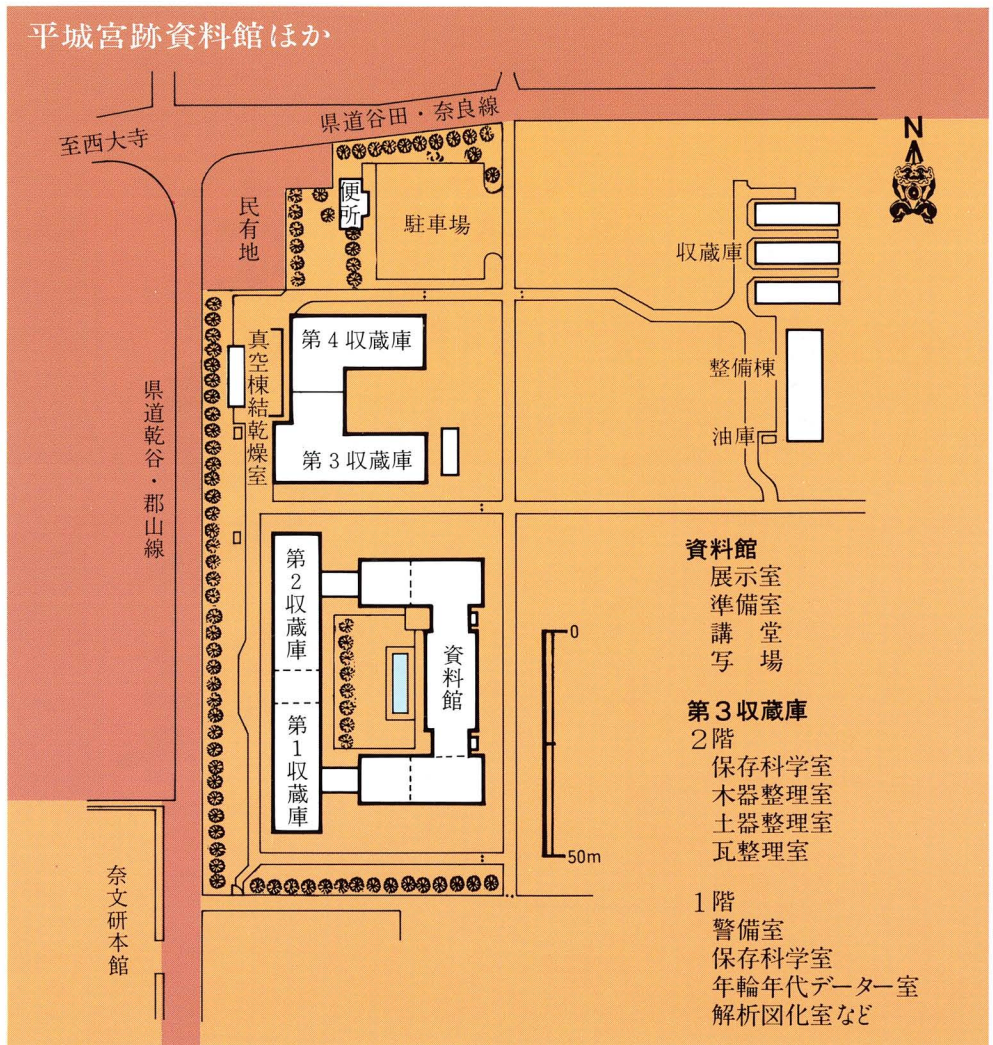 平城宮跡資料館ほか
県道谷田・奈良線
至西大寺
N
民有地
便所
駐車場
収蔵庫
第4収蔵庫
真空棟結乾燥室
整備棟
県道乾谷・郡山線
油庫
第3収蔵庫
第2収蔵庫
資料館
第1収蔵庫
0
50m
奈文研本館
資料館
展示室
準備室
講　堂
写　場
第3収蔵庫
2階
保存科学室
木器整理室
土器整理室
瓦整理室
1階
警備室
保存科学室
年輪年代データー室
解析図化室など